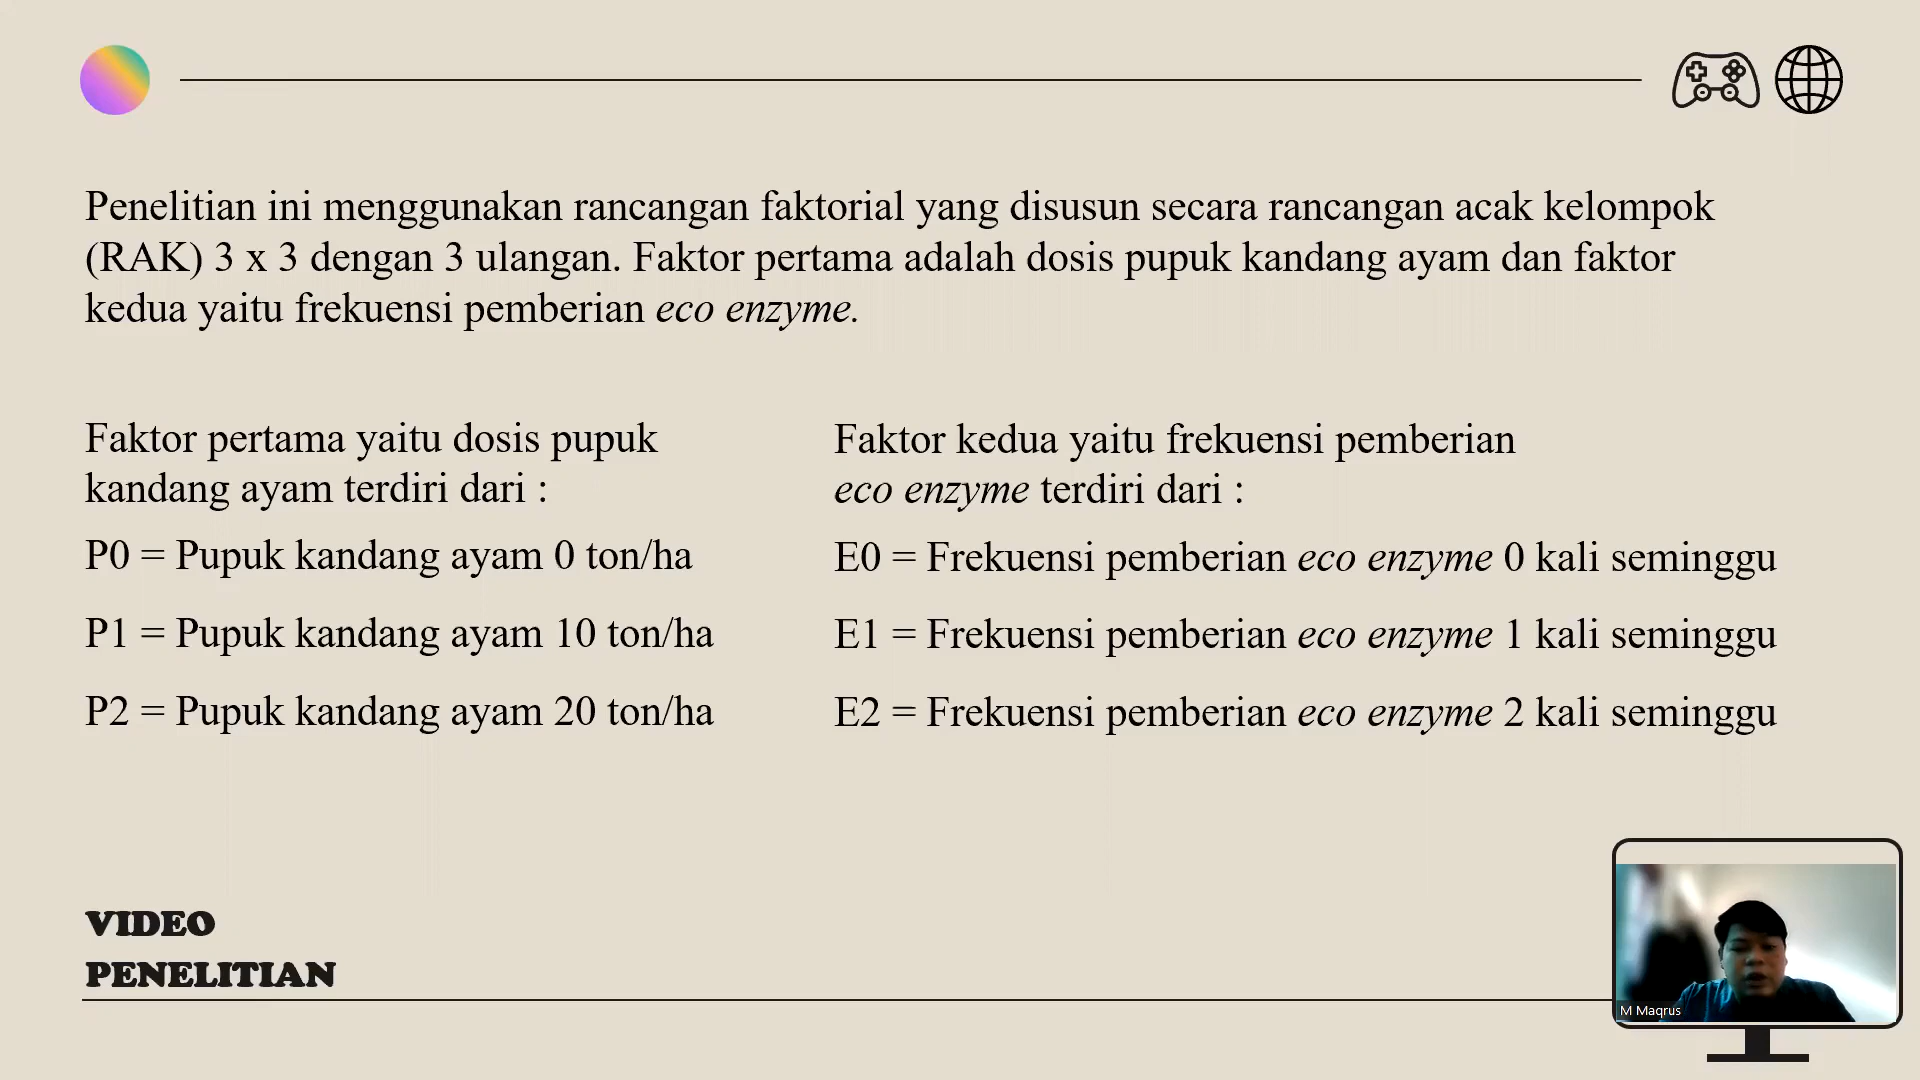 Penelitian ini menggunakan rancangan faktorial yang disusun secara rancangan acak kelompok
(RAK) 3 x 3 dengan 3 ulangan. Faktor pertama adalah dosis pupuk kandang ayam dan faktor
kedua yaitu frekuensi pemberian eco enzyme.
Faktor pertama yaitu dosis pupuk
kandang ayam terdiri dari :
P0 = Pupuk kandang ayam 0 ton/ha
P1 = Pupuk kandang ayam 10 ton/ha
P2 = Pupuk kandang ayam 20 ton/ha
Faktor kedua yaitu frekuensi pemberian
eco enzyme terdiri dari :
E0 = Frekuensi pemberian eco enzyme 0 kali seminggu
E1 = Frekuensi pemberian eco enzyme 1 kali seminggu
E2 = Frekuensi pemberian eco enzyme 2 kali seminggu
VIDEO
PENELITIAN
M Maqrus